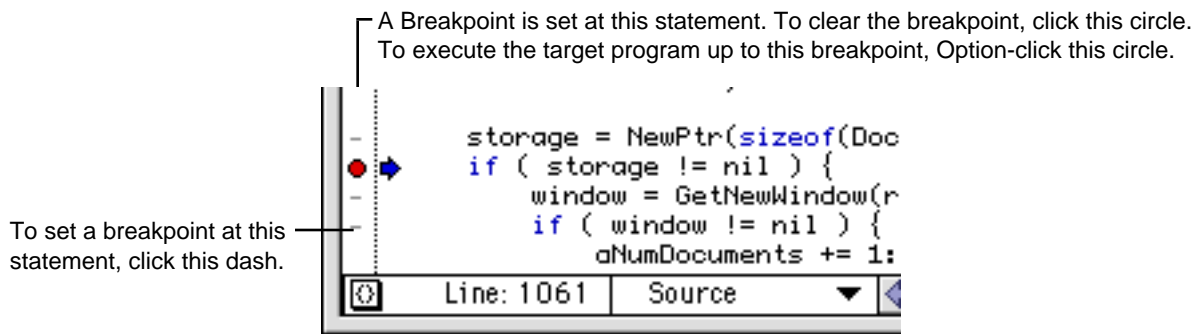 A Breakpoint is set at this statement. To clear the breakpoint, click this circle.
To execute the target program up to this breakpoint, Option-click this circle.
storage = NewPtr(sizeof(Doc
if ( storage != nil ) {
window = GetNewWindow(r
if ( window != nil ) {
aNumDocuments += 1:
To set a breakpoint at this
statement, click this dash.
Line: 1061 Source